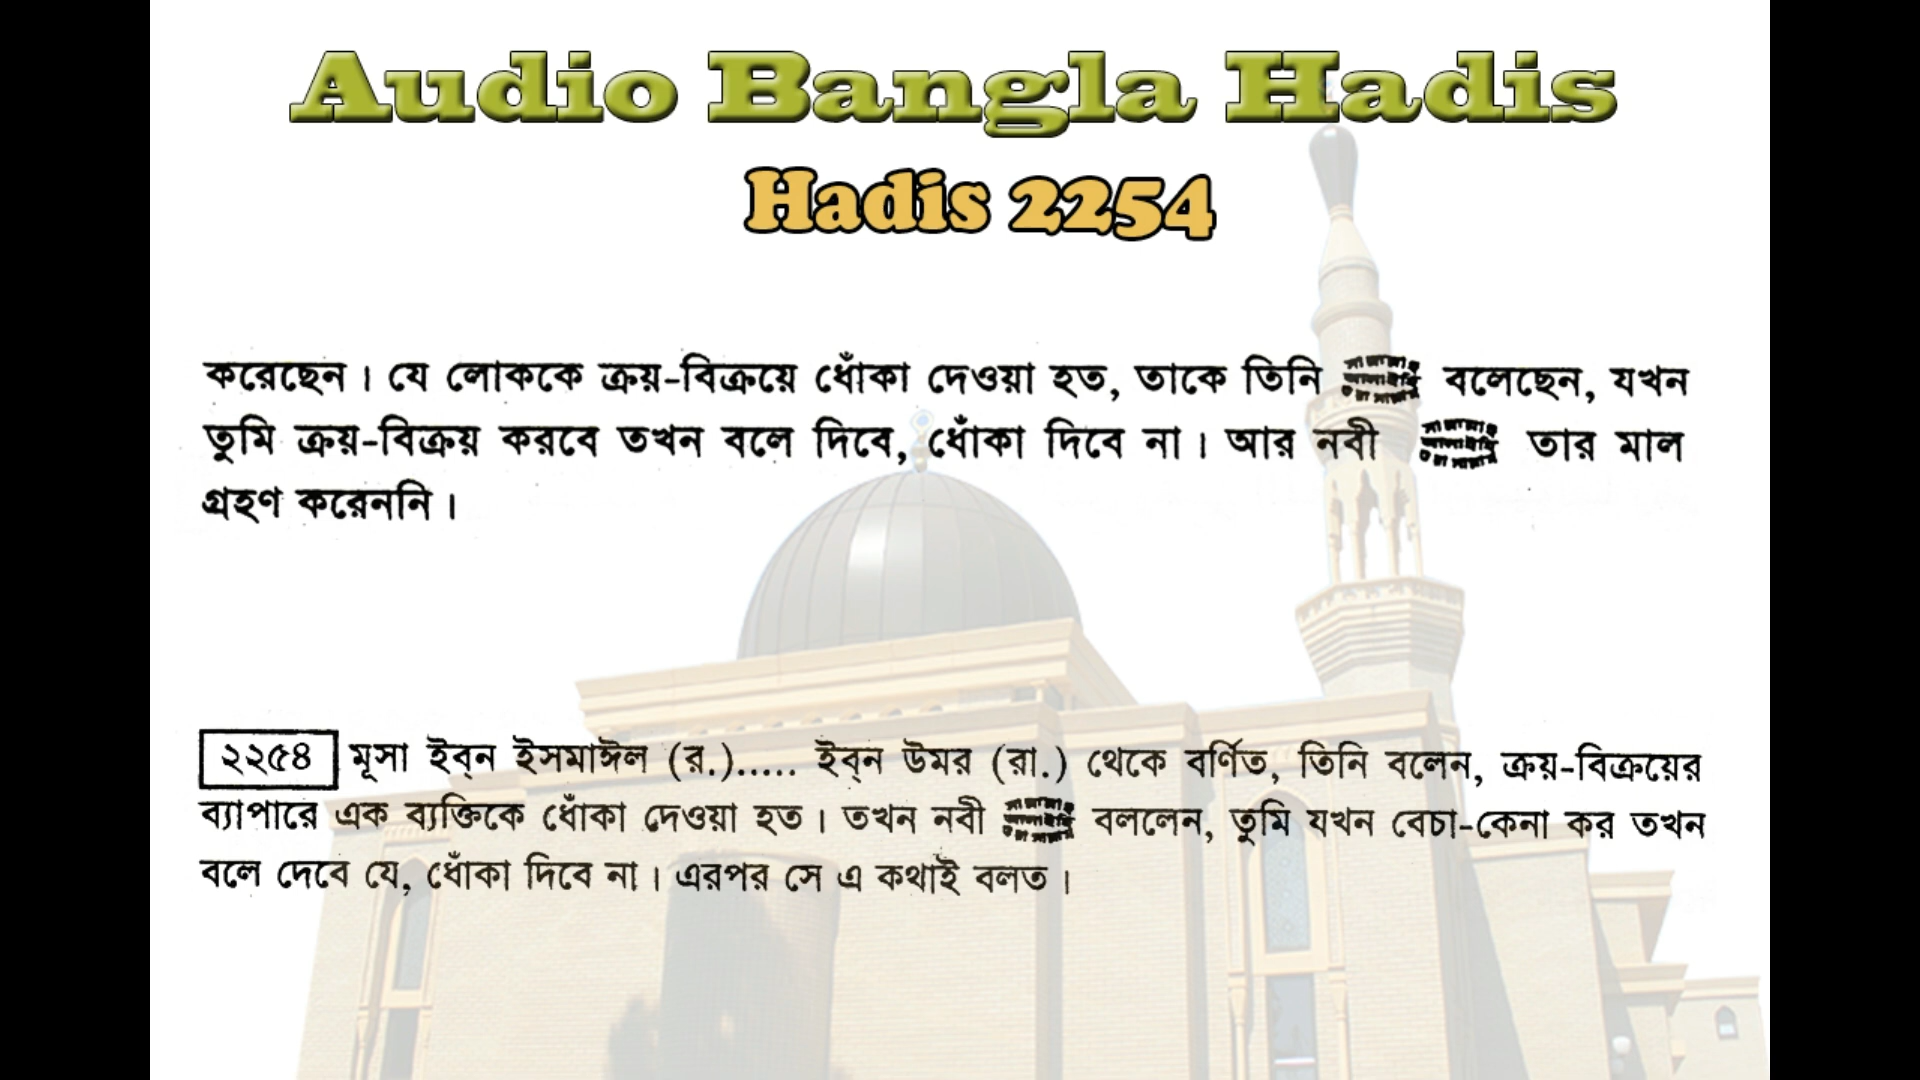 Audio Bangla Hadis
Hadis 2254
করেছেন। যে লোককে ক্রয়-বিক্রয়ে ধোঁকা দেওয়া হত, তাকে তিনি বলেছেন, যখন
তুমি ক্রয়-বিক্রয় করবে তখন বলে দিবে, ধোঁকা দিবে না। আর নবী তার মাল
গ্রহণ করেননি।
২২৫৪ মূসা ইব্‌ন ইসমাঈল (র.)..... ইব্‌ন উমর (রা.) থেকে বর্ণিত, তিনি বলেন, ক্রয়-বিক্রয়ের
ব্যাপারে এক ব্যক্তিকে ধোঁকা দেওয়া হত। তখন নবী বললেন, তুমি যখন বেচা-কেনা কর তখন
বলে দেবে যে, ধোঁকা দিবে না। এরপর সে এ কথাই বলত।